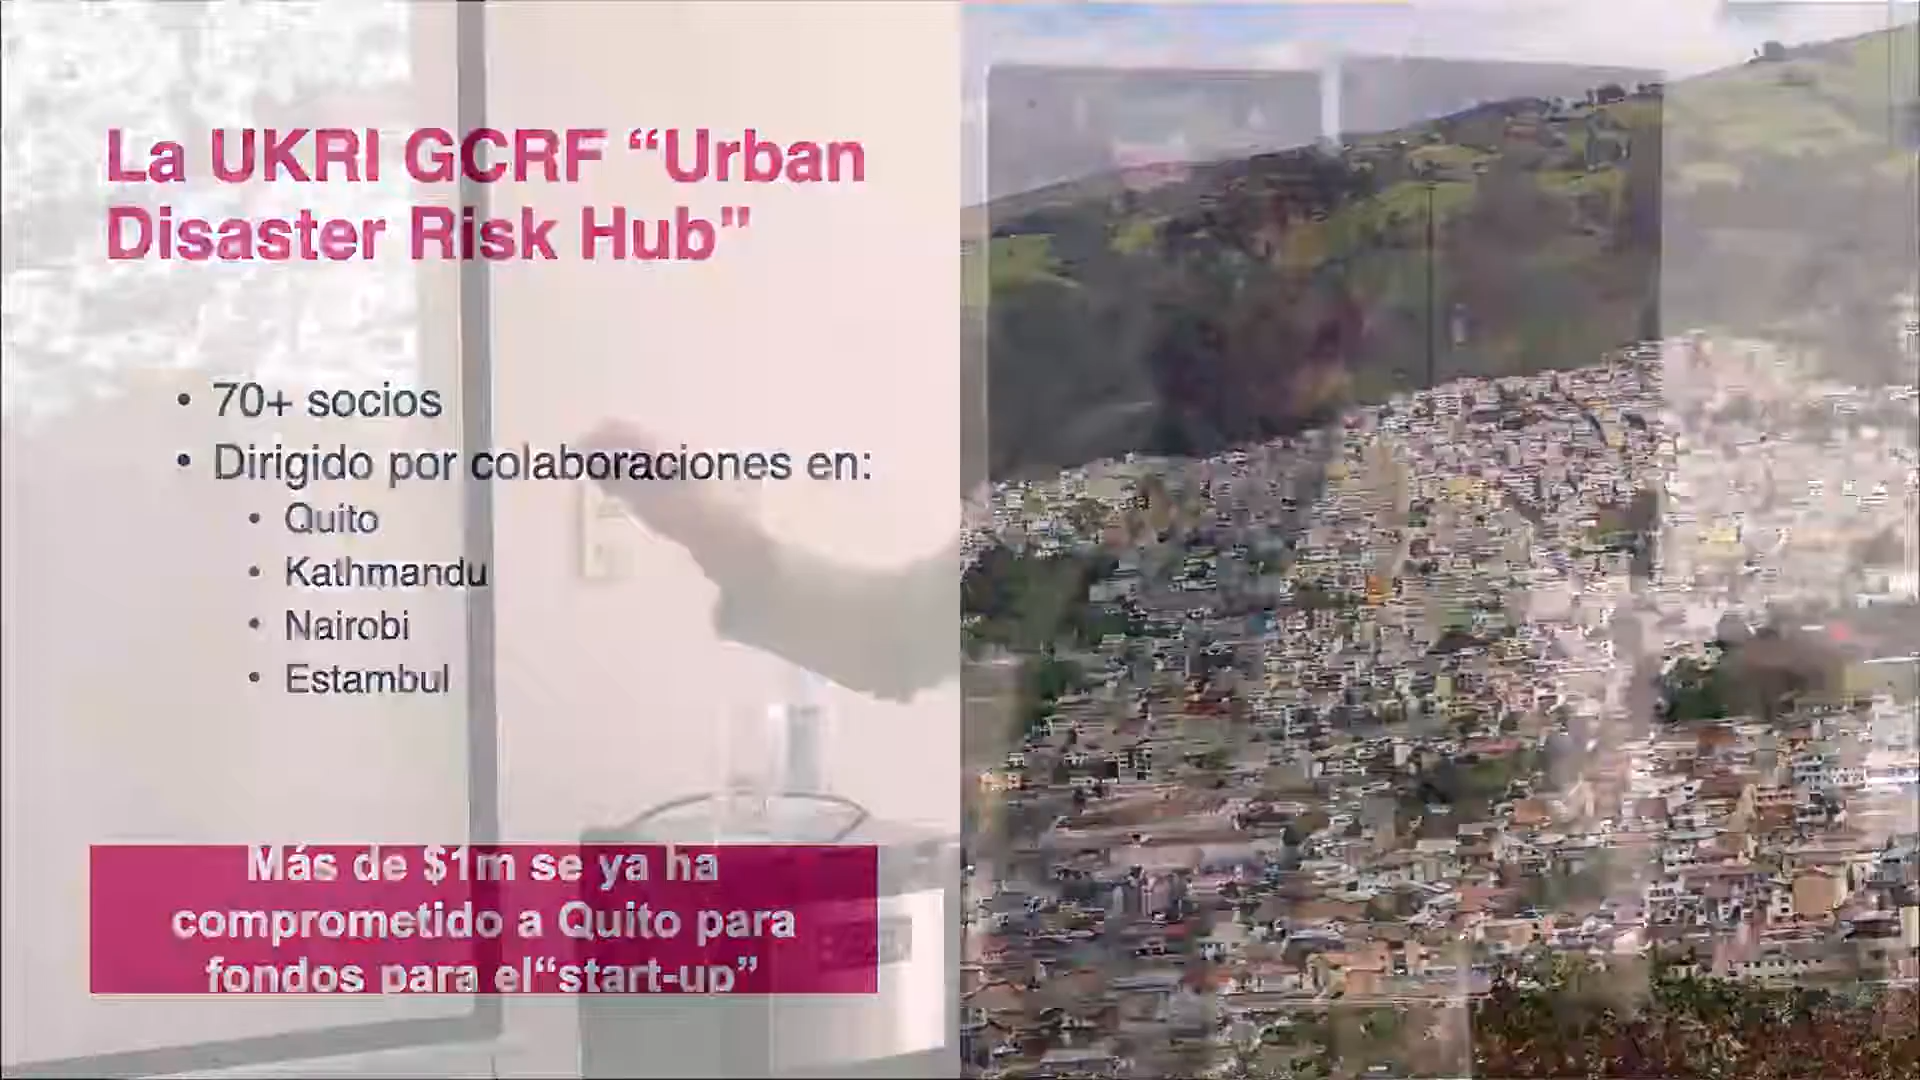 La UKRI GCRF “Urban
Disaster Risk Hub”
• 70+ socios
• Dirigido por colaboraciones en:
• Quito
• Kathmandu
• Nairobi
• Estambul
Más de $1m se ya ha
comprometido a Quito para
fondos para el“start-up”